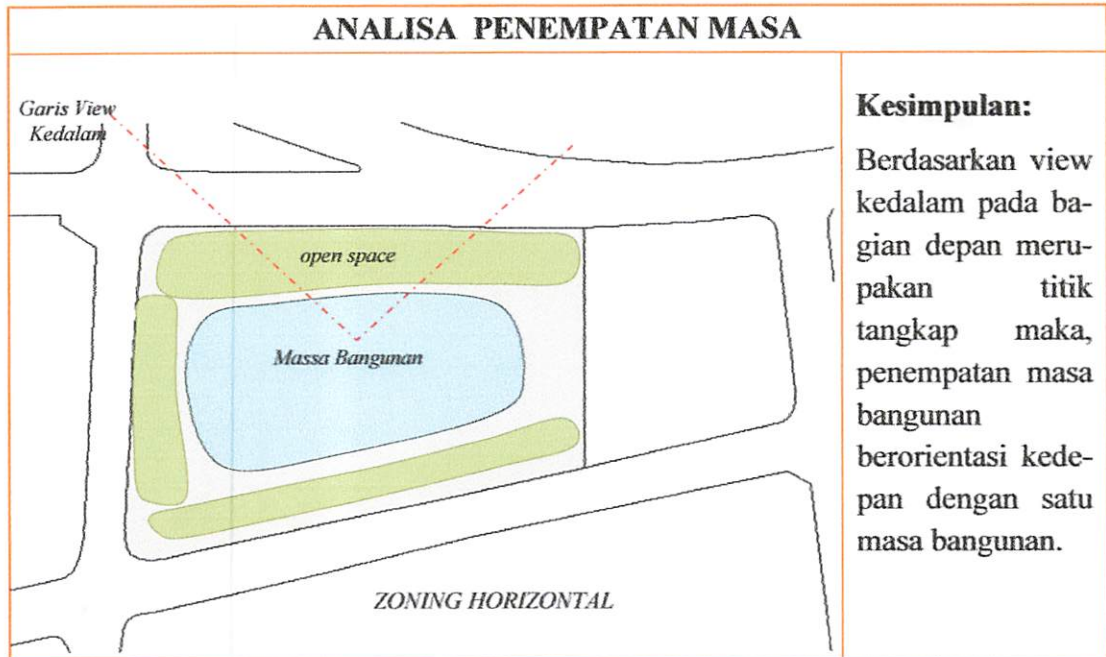 ANALISA PENEMPATAN MASA
Garis View
Kedalam
open space
Massa Bangunan
ZONING HORIZONTAL
Kesimpulan:
Berdasarkan view
kedalam pada ba-
gian depan meru-
pakan titik
tangkap maka,
penempatan masa
bangunan
berorientasi kede-
pan dengan satu
masa bangunan.